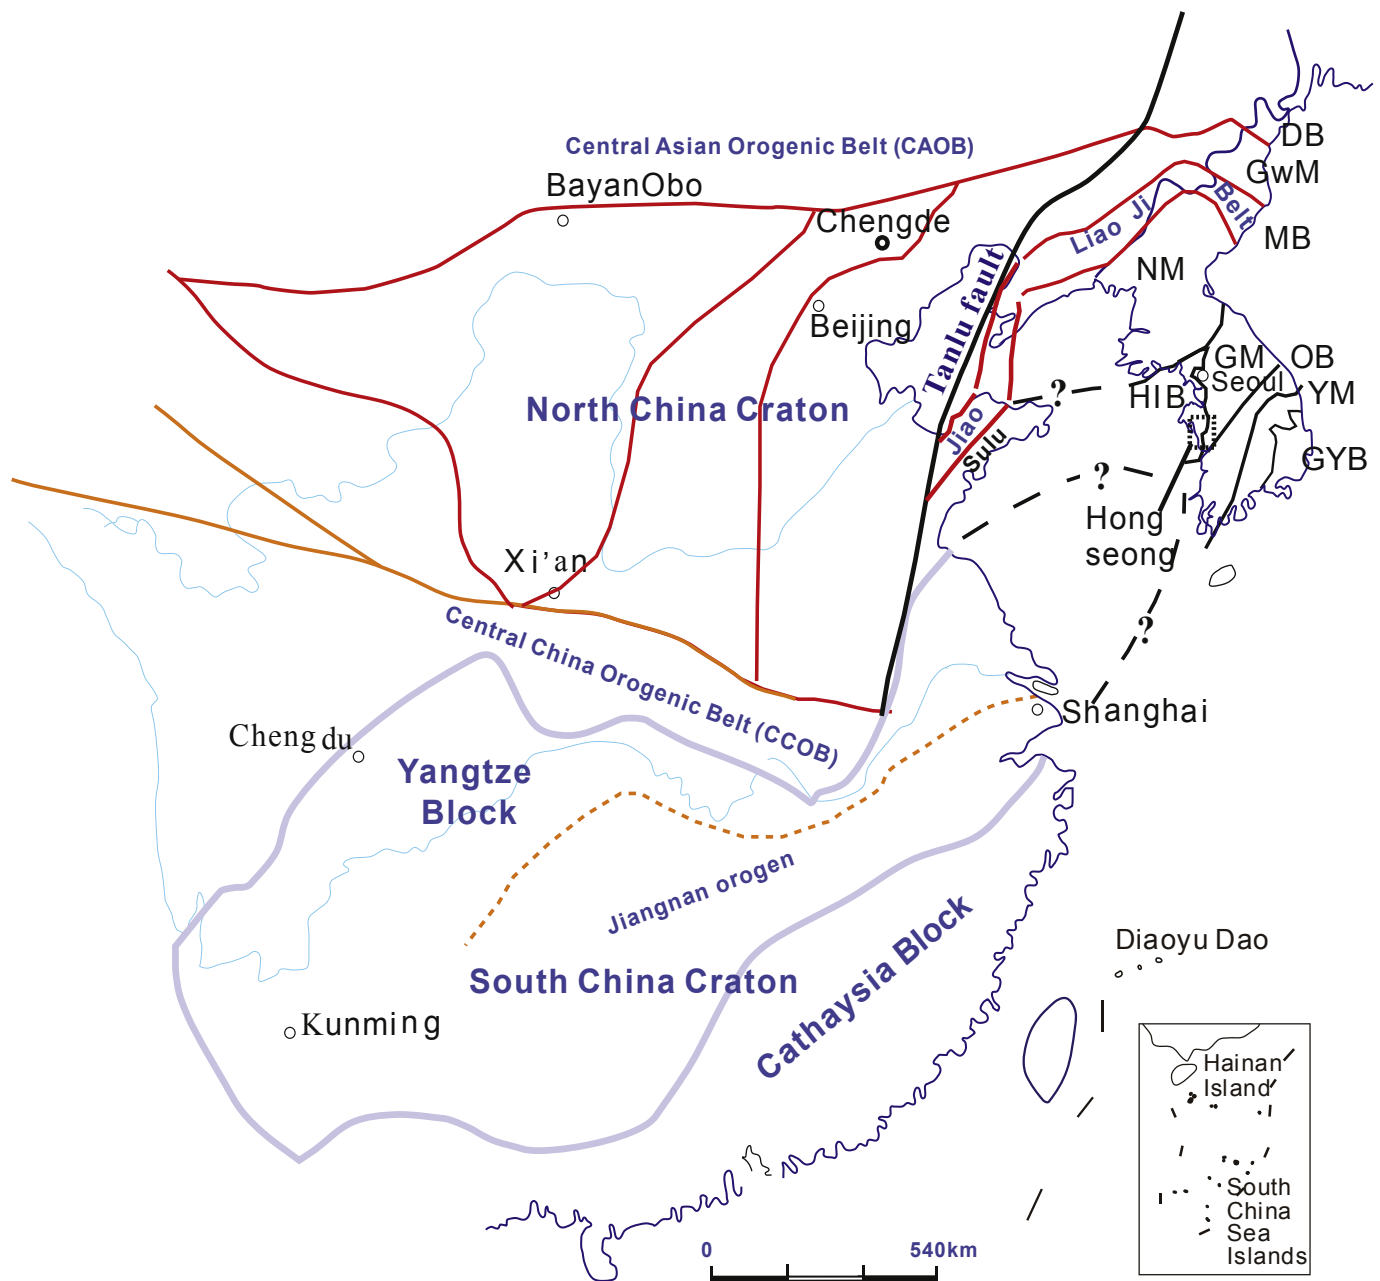 Central Asian Orogenic Belt (CAOB)
DB
GwM
BayanObo
Chengde
Liao Ji
Belt
MB
NM
Tanlu fault
Beijing
GM
OB
Seoul
?
HIB
YM
North China Craton
Jiao
Sulu
GYB
?
Hong
seong
Xi'an
Central China Orogenic Belt (CCOB)
?
Shanghai
Chengdu
Yangtze
Block
Jiangnan orogen
Cathaysia Block
Diaoyu Dao
South China Craton
Kunming
Hainan
Island
South
China
Sea
Islands
0
540km